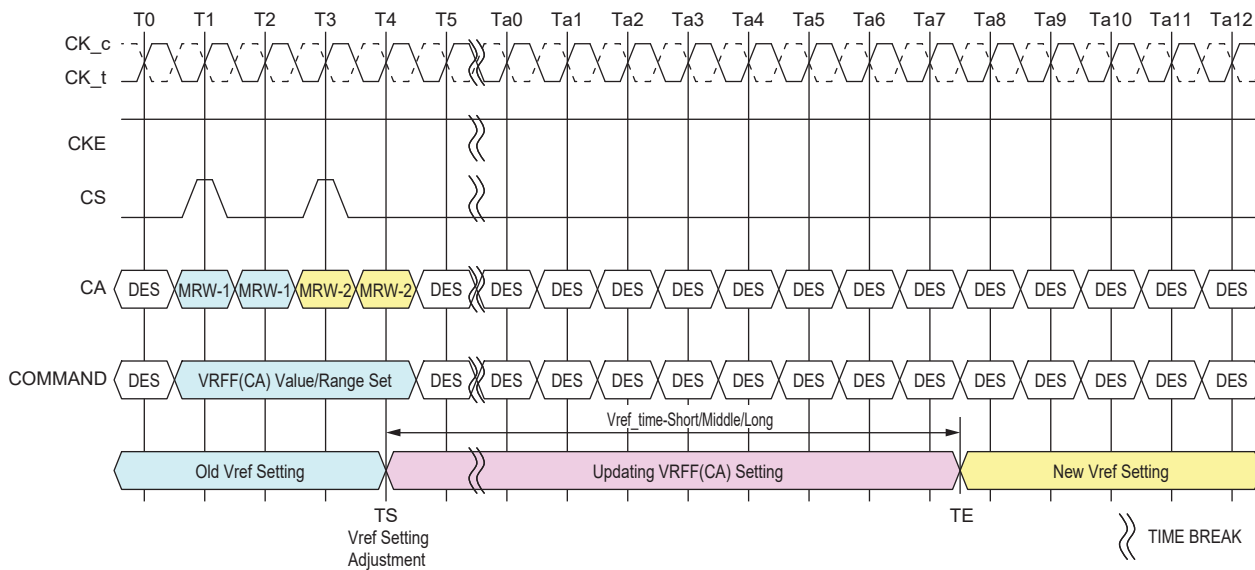 T0 T1 T2 T3 T4 T5 Ta0 Ta1 Ta2 Ta3 Ta4 Ta5 Ta6 Ta7 Ta8 Ta9 Ta10 Ta11 Ta12
CK_c
CK_t
CKE
CS
CA DES MRW-1 MRW-1 MRW-2 MRW-2 DES DES DES DES DES DES DES DES DES DES DES DES DES DES
COMMAND DES VRFF(CA) Value/Range Set DES DES DES DES DES DES DES DES DES DES DES DES DES DES
Vref_time-Short/Middle/Long
Old Vref Setting Updating VRFF(CA) Setting New Vref Setting
TS TE
Vref Setting
Adjustment
TIME BREAK